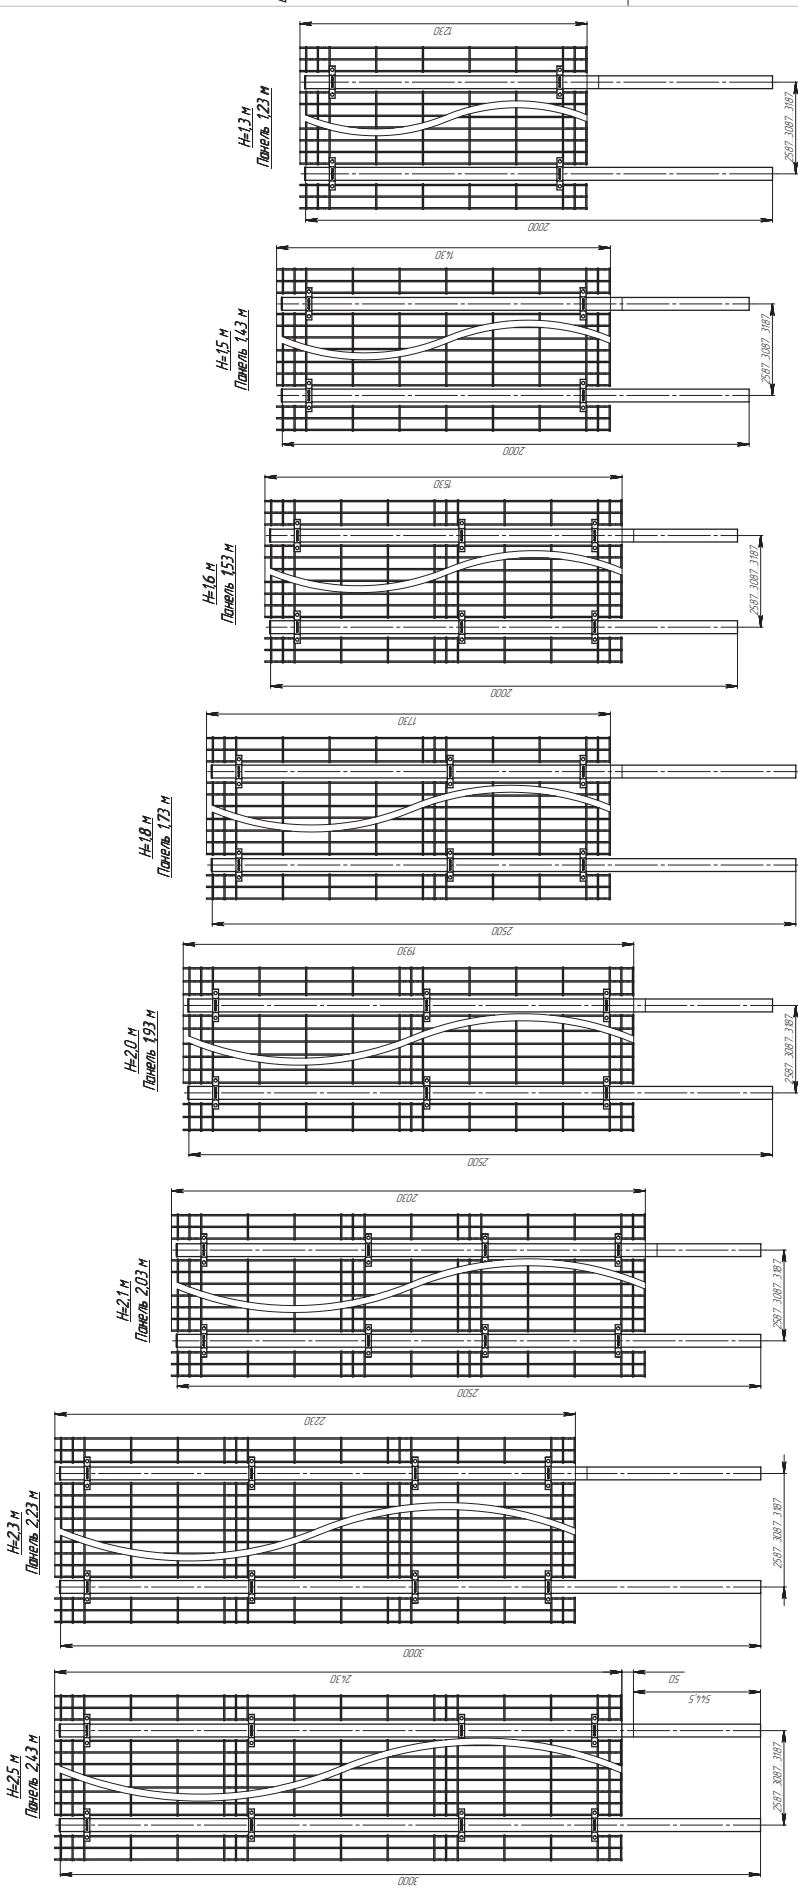 1230
H=1,3 м
Панель 1,23 м
2587...3087...3187
2000
1430
H=1,5 м
Панель 1,43 м
2587...3087...3187
2000
1530
H=1,6 м
Панель 1,53 м
2587...3087...3187
2000
1730
H=1,8 м
Панель 1,73 м
2500
1930
H=2,0 м
Панель 1,93 м
2587...3087...3187
2500
2030
H=2,1 м
Панель 2,03 м
2587...3087...3187
2500
2230
H=2,3 м
Панель 2,23 м
2587...3087...3187
3000
2430
50
544,5
H=2,5 м
Панель 2,43 м
2587...3087...3187
3000